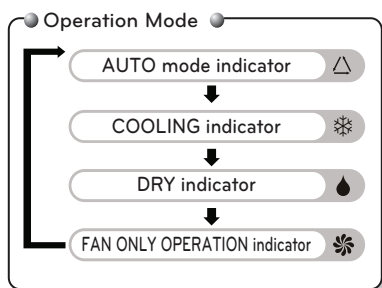 Operation Mode
AUTO mode indicator
COOLING indicator
DRY indicator
FAN ONLY OPERATION indicator